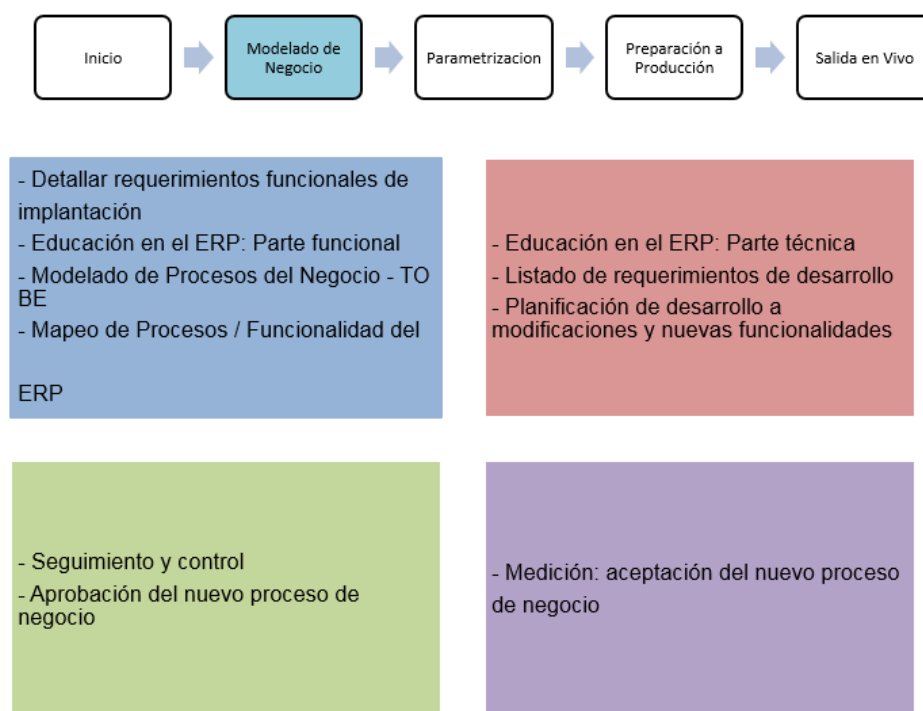 Inicio
Modelado de
Negocio
Parametrizacion
Preparación a
Producción
Salida en Vivo
- Detallar requerimientos funcionales de
implantación
- Educación en el ERP: Parte funcional
- Modelado de Procesos del Negocio - TO
BE
- Mapeo de Procesos / Funcionalidad del
ERP
- Educación en el ERP: Parte técnica
- Listado de requerimientos de desarrollo
- Planificación de desarrollo a
modificaciones y nuevas funcionalidades
- Seguimiento y control
- Aprobación del nuevo proceso de
negocio
- Medición: aceptación del nuevo proceso
de negocio